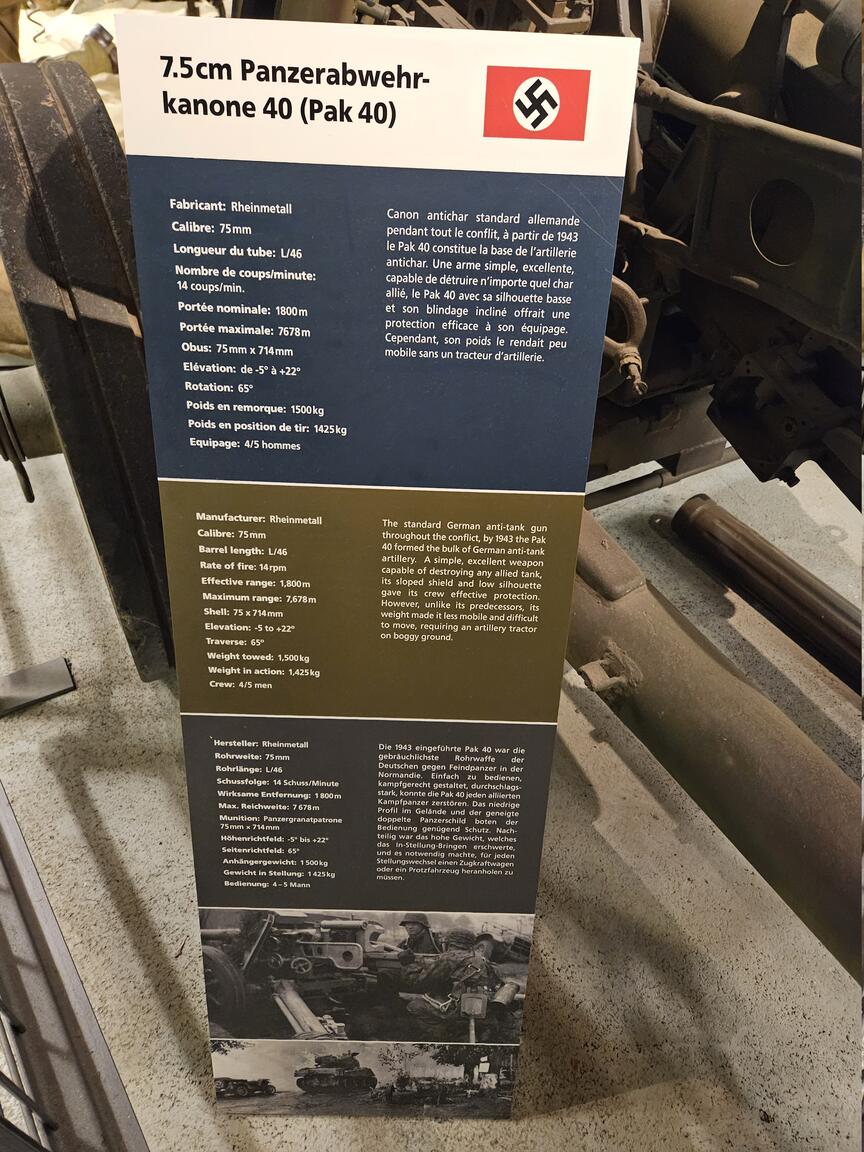 7.5cm Panzerabwehr-
kanone 40 (Pak 40)
Fabricant: Rheinmetall
Calibre: 75mm
Longueur du tube: L/46
Nombre de coups/minute:
14 coups/min.
Portée nominale: 1800m
Portée maximale: 7678m
Obus: 75mm x 714mm
Elévation: de -5° à +22°
Rotation: 65°
Poids en remorque: 1500kg
Poids en position de tir: 1425kg
Equipage: 4/5 hommes
Canon antichar standard allemande
pendant tout le conflit, à partir de 1943
le Pak 40 constitue la base de l'artillerie
antichar. Une arme simple, excellente,
capable de détruire n'importe quel char
allié, le Pak 40 avec sa silhouette basse
et son blindage incliné offrait une
protection efficace à son équipage.
Cependant, son poids le rendait peu
mobile sans un tracteur d'artillerie.
Manufacturer: Rheinmetall
Calibre: 75mm
Barrel length: L/46
Rate of fire: 14rpm
Effective range: 1,800m
Maximum range: 7,678m
Shell: 75 x 714mm
Elevation: -5 to +22°
Traverse: 65°
Weight towed: 1,500kg
Weight in action: 1,425kg
Crew: 4/5 men
The standard German anti-tank gun
throughout the conflict, by 1943 the Pak
40 formed the bulk of German anti-tank
artillery. A simple, excellent weapon
capable of destroying any allied tank,
its sloped shield and low silhouette
gave its crew effective protection.
However, unlike its predecessors, its
weight made it less mobile and difficult
to move, requiring an artillery tractor
on boggy ground.
Hersteller: Rheinmetall
Rohrweite: 75mm
Rohrlänge: L/46
Schussfolge: 14 Schuss/Minute
Wirksame Entfernung: 1800m
Max. Reichweite: 7678m
Munition: Panzergranatpatrone
75mm x 714mm
Höhenrichtfeld: -5° bis +22°
Seitenrichtfeld: 65°
Anhängergewicht: 1500kg
Gewicht in Stellung: 1425kg
Bedienung: 4–5 Mann
Die 1943 eingeführte Pak 40 war die
gebräuchlichste Rohrwaffe der
Deutschen gegen Feindpanzer in der
Normandie. Einfach zu bedienen,
kampfgerecht gestaltet, durchschlags-
stark, konnte die Pak 40 jeden alliierten
Kampfpanzer zerstören. Das niedrige
Profil im Gelände und der geneigte
doppelte Panzerschild boten der
Bedienung genügend Schutz. Nach-
teilig war das hohe Gewicht, welches
das In-Stellung-Bringen erschwerte,
und es notwendig machte, für jeden
Stellungswechsel einen Zugkraftwagen
oder ein Protzfahrzeug heranholen zu
müssen.